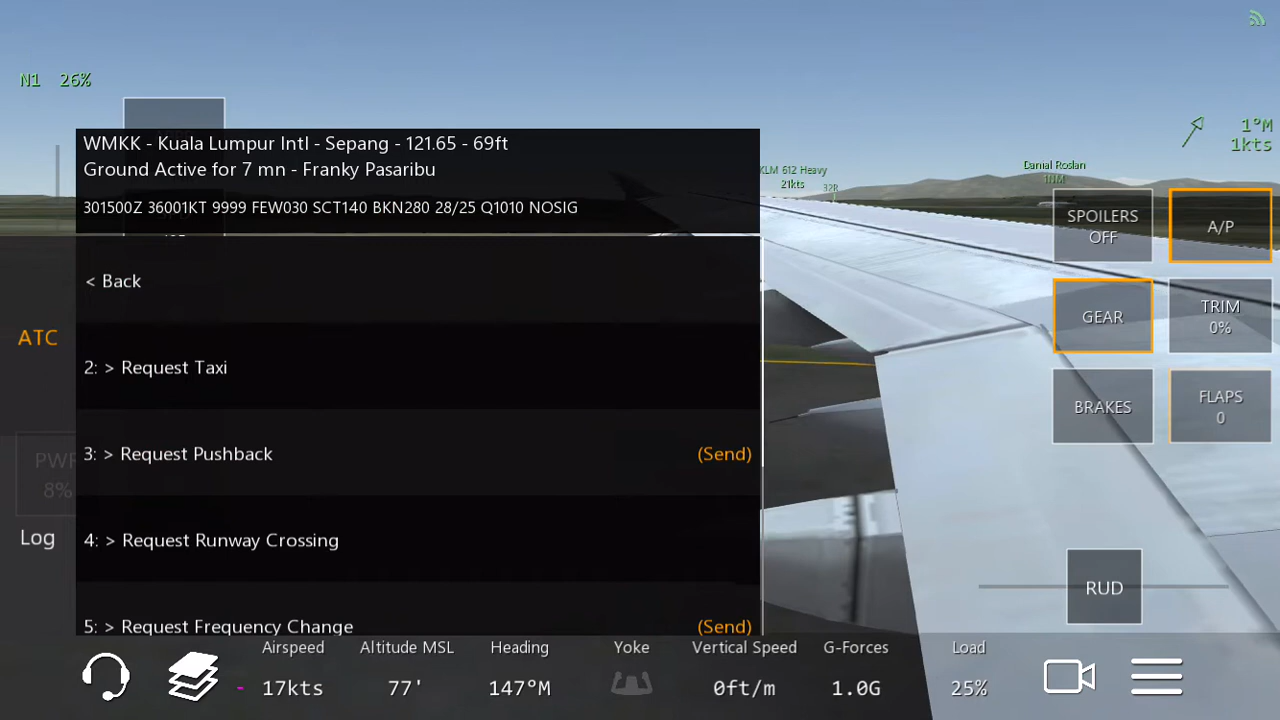 N1 26%
WMKK - Kuala Lumpur Intl - Sepang - 121.65 - 69ft
Ground Active for 7 mn - Franky Pasaribu
301500Z 36001KT 9999 FEW030 SCT140 BKN280 28/25 Q1010 NOSIG
< Back
ATC
2: > Request Taxi
3: > Request Pushback (Send)
4: > Request Runway Crossing
5: > Request Frequency Change (Send)
PWR
8%
Log
KLM 612 Heavy
21kts
32R
Danial Roslan
1NM
1°M
1kts
SPOILERS
OFF
A/P
GEAR
TRIM
0%
BRAKES
FLAPS
0
RUD
Airspeed
17kts
Altitude MSL
77'
Heading
147°M
Yoke
Vertical Speed
0ft/m
G-Forces
1.0G
Load
25%